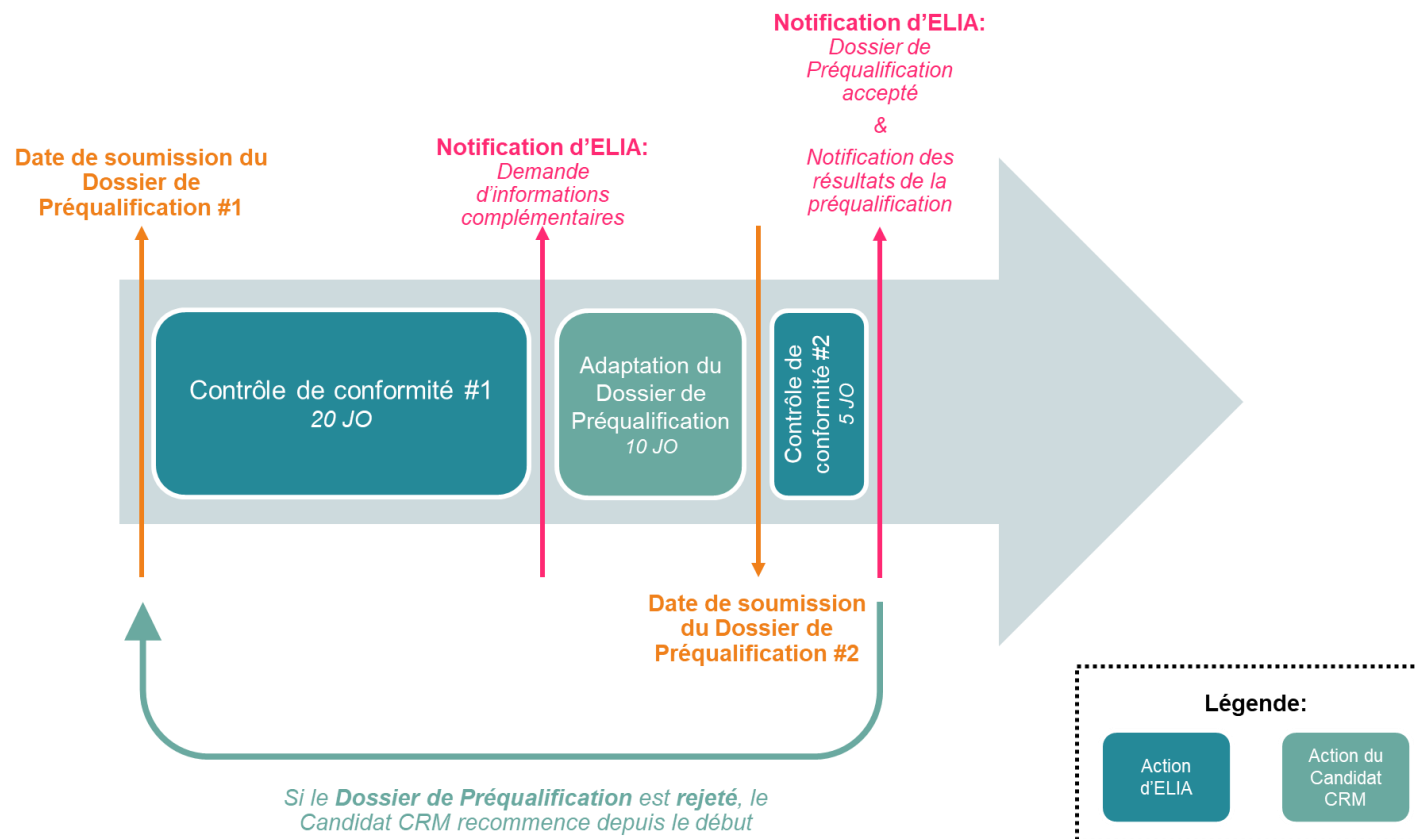 Notification d’ELIA:
Dossier de
Préqualification
accepté
&
Notification des
résultats de la
préqualification
Date de soumission du
Dossier de
Préqualification #1
Notification d’ELIA:
Demande
d’informations
complémentaires
Contrôle de conformité #1
20 JO
Adaptation du
Dossier de
Préqualification
10 JO
Contrôle de
conformité #2
5 JO
Date de soumission
du Dossier de
Préqualification #2
Si le Dossier de Préqualification est rejeté, le
Candidat CRM recommence depuis le début
Légende:
Action
d’ELIA
Action du
Candidat
CRM